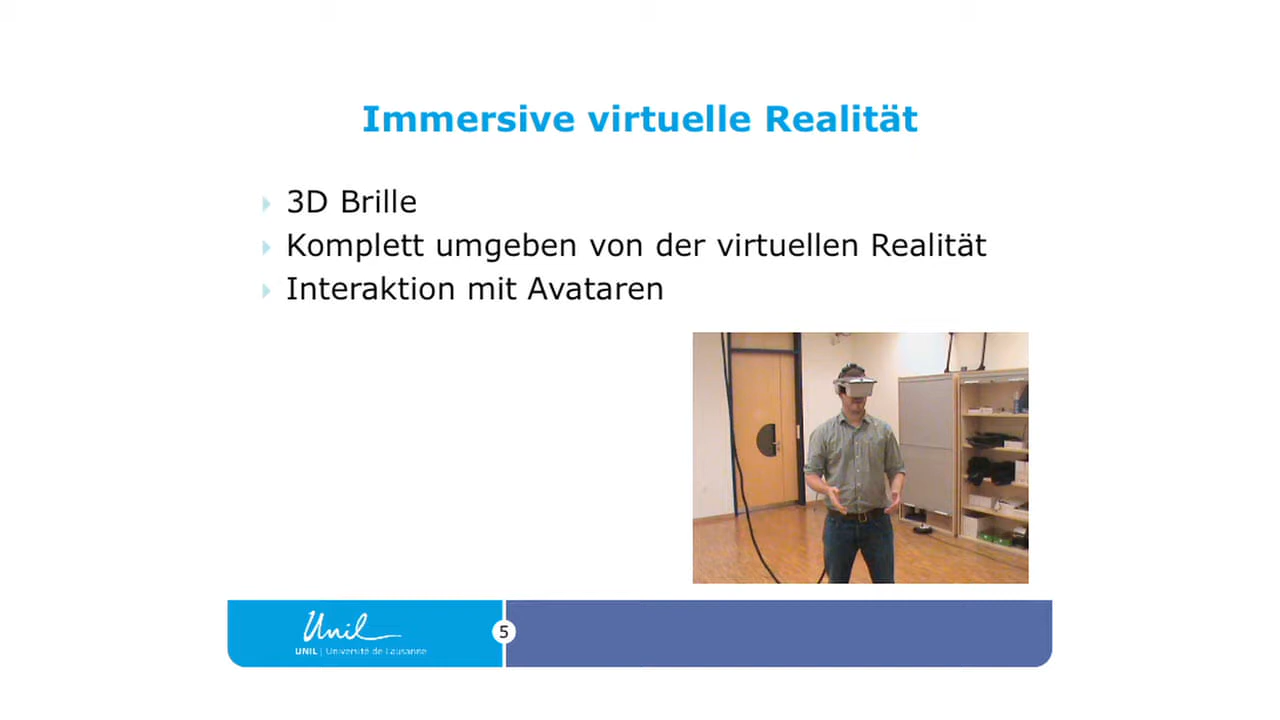 Immersive virtuelle Realität
3D Brille
Komplett umgeben von der virtuellen Realität
Interaktion mit Avataren
Unil
UNIL | Université de Lausanne
5